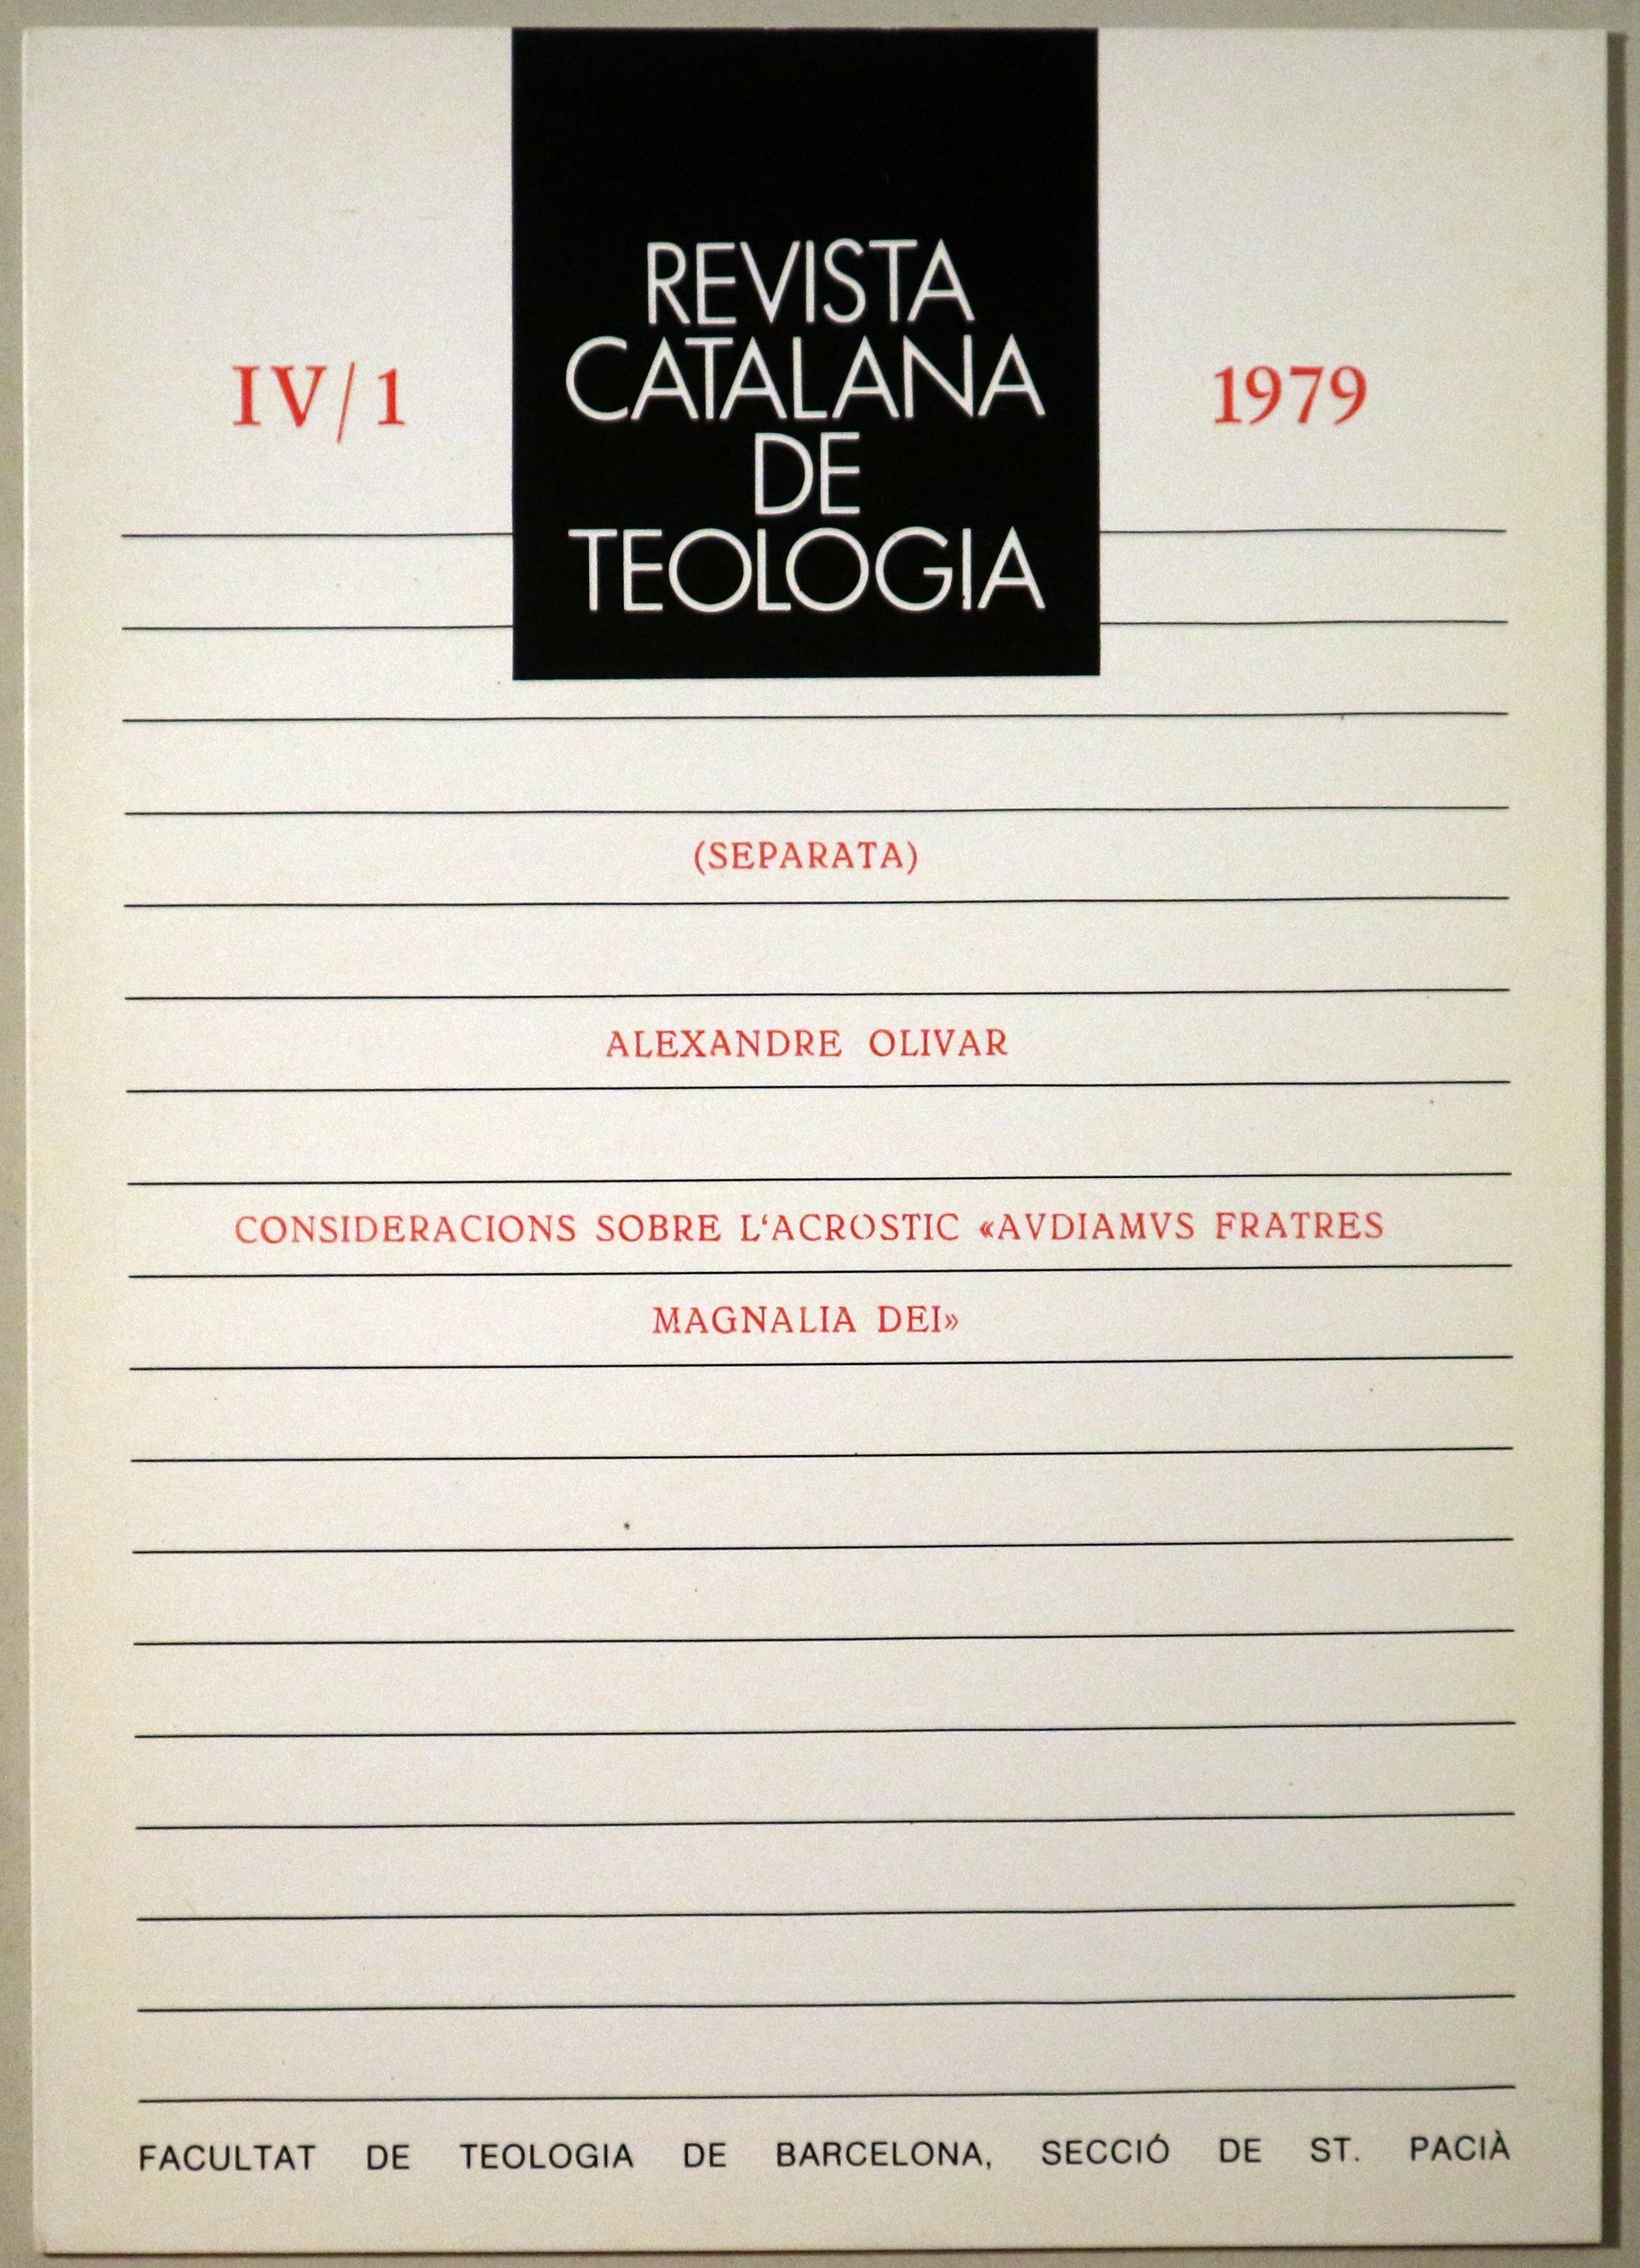 REVISTA
CATALANA
DE
TEOLOGIA
IV/1
1979
(SEPARATA)
ALEXANDRE OLIVAR
CONSIDERACIONS SOBRE L‘ACROSTIC «AVDIAMVS FRATRES
MAGNALIA DEI»
FACULTAT DE TEOLOGIA DE BARCELONA, SECCIÓ DE ST. PACIÀ